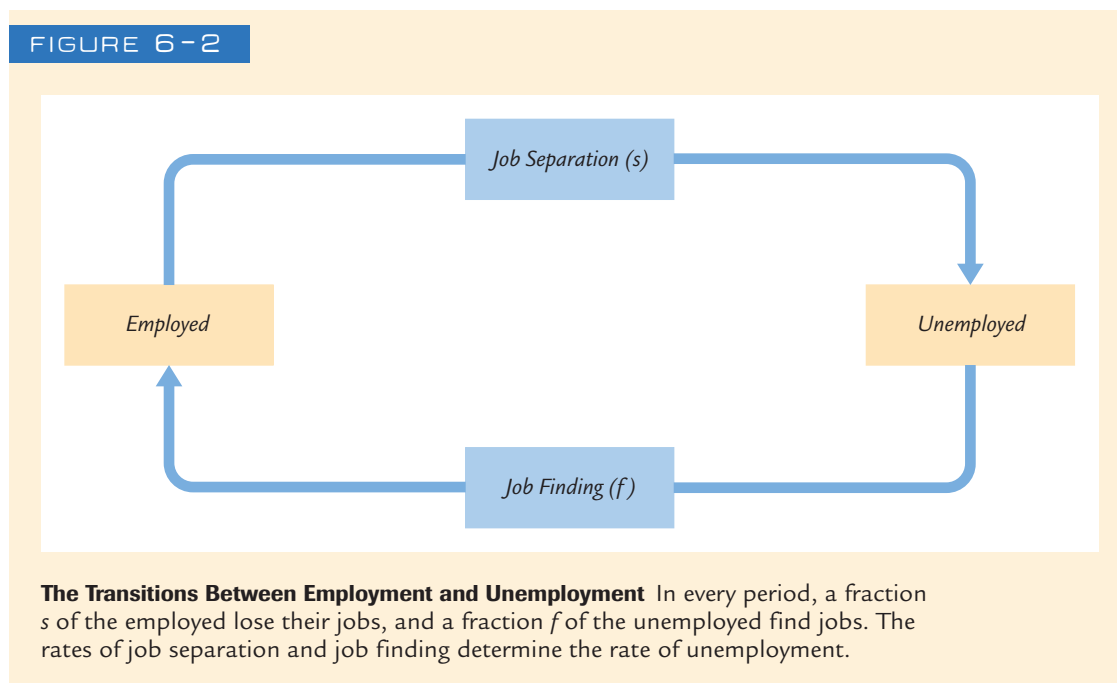 FIGURE 6-2
Job Separation (s)
Employed
Unemployed
Job Finding (f)
The Transitions Between Employment and Unemployment In every period, a fraction
s of the employed lose their jobs, and a fraction f of the unemployed find jobs. The
rates of job separation and job finding determine the rate of unemployment.